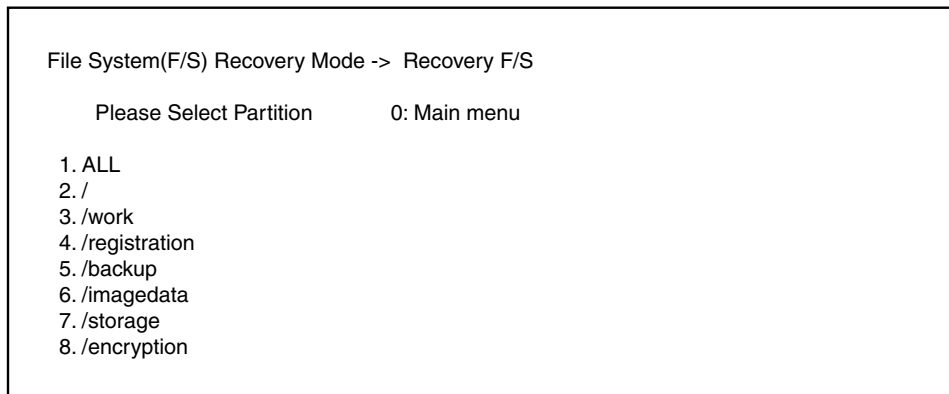 File System(F/S) Recovery Mode -> Recovery F/S
Please Select Partition 0: Main menu
1. ALL
2. /
3. /work
4. /registration
5. /backup
6. /imagedata
7. /storage
8. /encryption